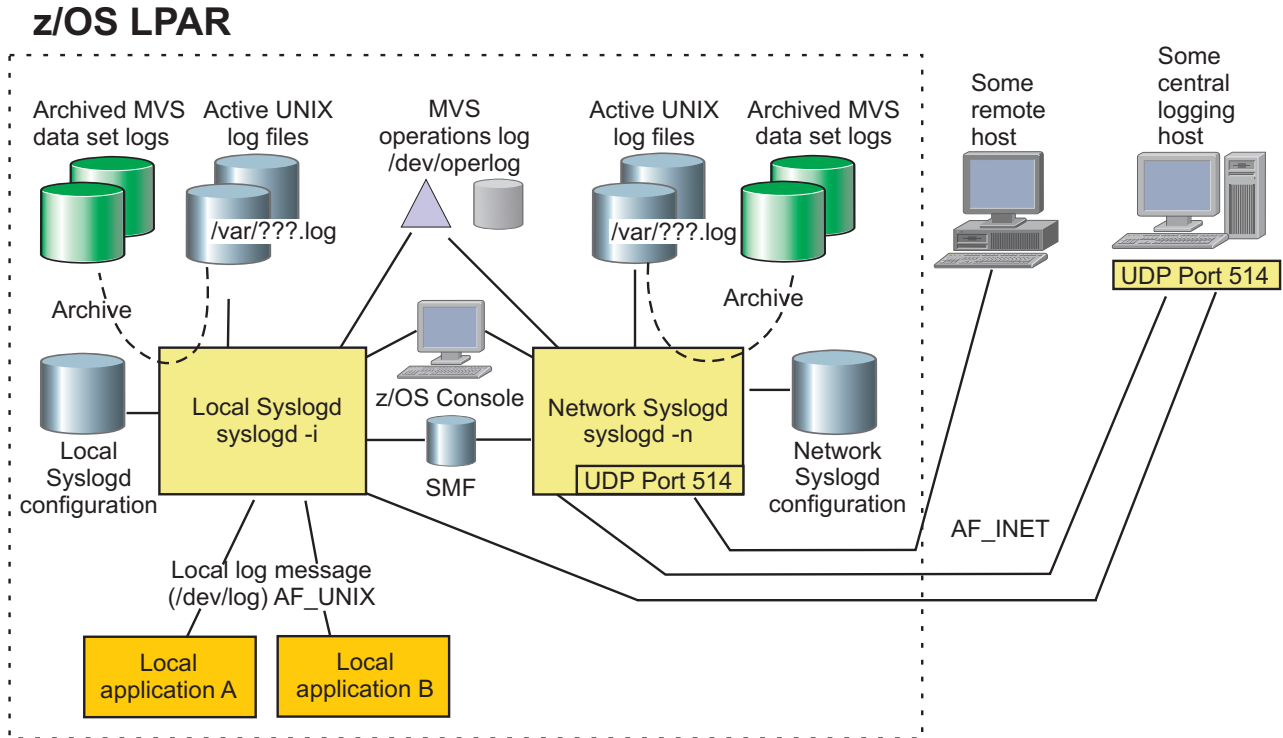 z/OS LPAR
Archived MVS
data set logs
Active UNIX
log files
MVS
operations log
/dev/operlog
Active UNIX
log files
Archived MVS
data set logs
Some
remote
host
Some
central
logging
host
/var/???.log
/var/???.log
UDP Port 514
Archive
Archive
Local Syslogd
syslogd -i
z/OS Console
Network Syslogd
syslogd -n
UDP Port 514
Local
Syslogd
configuration
SMF
Network
Syslogd
configuration
AF_INET
Local log message
(/dev/log) AF_UNIX
Local
application A
Local
application B